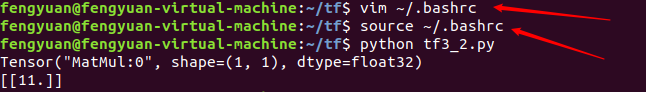 fengyuan@fengyuan-virtual-machine:~/tf$ vim ~/.bashrc
fengyuan@fengyuan-virtual-machine:~/tf$ source ~/.bashrc
fengyuan@fengyuan-virtual-machine:~/tf$ python tf3_2.py
Tensor("MatMul:0", shape=(1, 1), dtype=float32)
[[11.]]